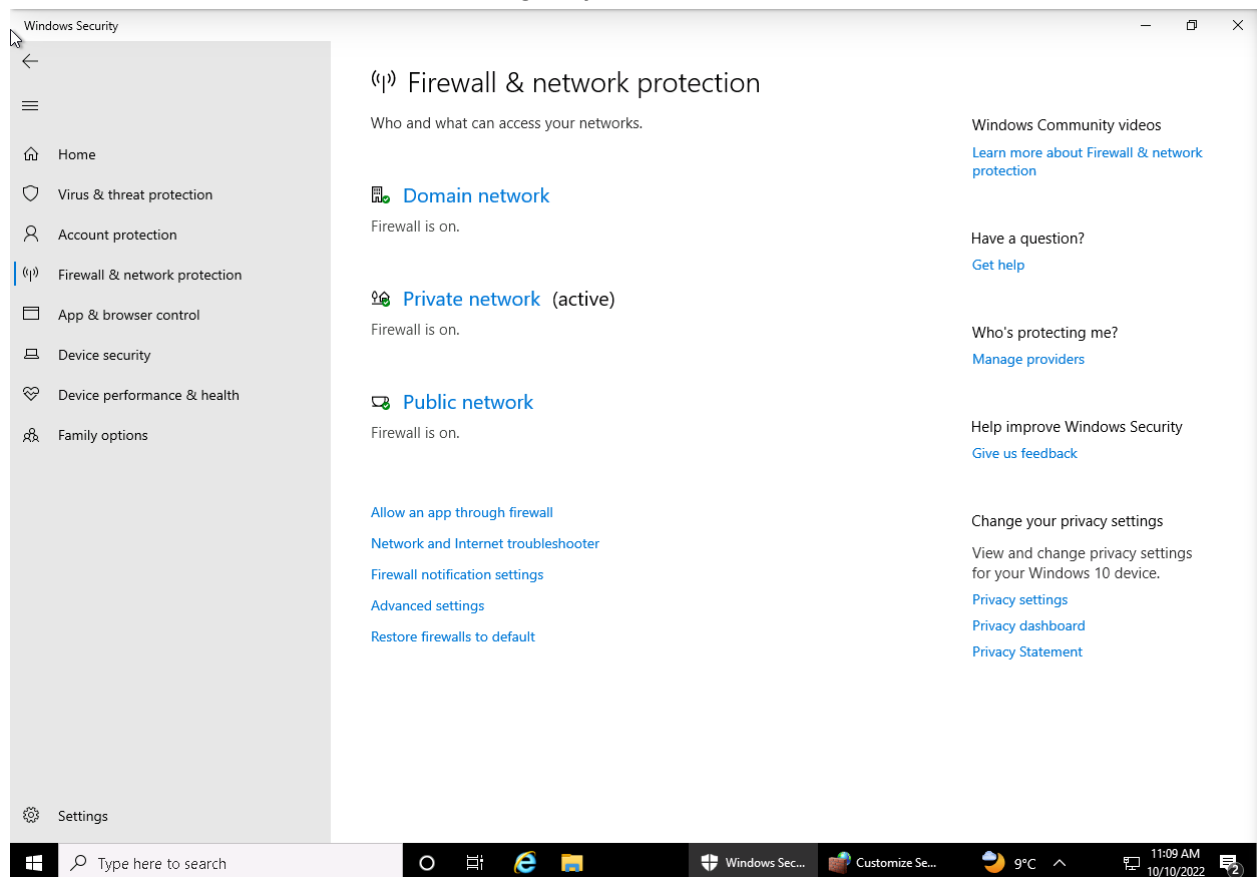 Windows Security
Home
Virus & threat protection
Account protection
Firewall & network protection
App & browser control
Device security
Device performance & health
Family options
Settings
Firewall & network protection
Who and what can access your networks.
Domain network
Firewall is on.
Private network (active)
Firewall is on.
Public network
Firewall is on.
Allow an app through firewall
Network and Internet troubleshooter
Firewall notification settings
Advanced settings
Restore firewalls to default
Windows Community videos
Learn more about Firewall & network
protection
Have a question?
Get help
Who's protecting me?
Manage providers
Help improve Windows Security
Give us feedback
Change your privacy settings
View and change privacy settings
for your Windows 10 device.
Privacy settings
Privacy dashboard
Privacy Statement
Type here to search
Windows Sec...
Customize Se...
9°C
11:09 AM
10/10/2022
2